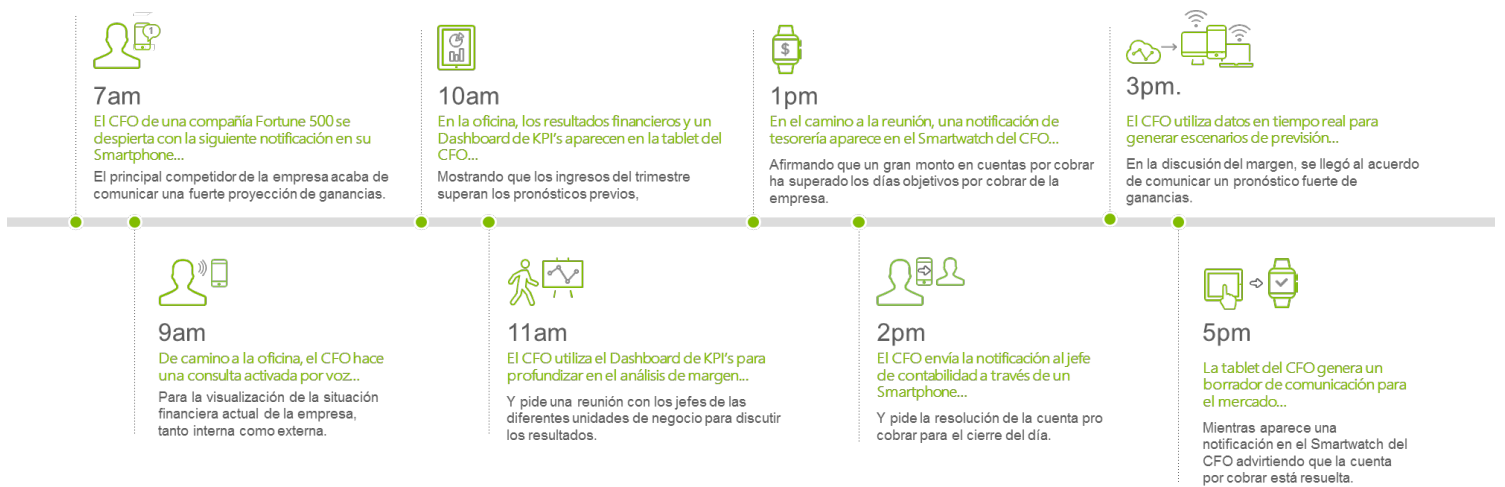 1
7am
El CFO de una compañía Fortune 500 se
despierta con la siguiente notificación en su
Smartphone...
El principal competidor de la empresa acaba de
comunicar una fuerte proyección de ganancias.
9am
De camino a la oficina, el CFO hace
una consulta activada por voz...
Para la visualización de la situación
financiera actual de la empresa,
tanto interna como externa.
10am
En la oficina, los resultados financieros y un
Dashboard de KPI's aparecen en la tablet del
CFO...
Mostrando que los ingresos del trimestre
superan los pronósticos previos,
11am
El CFO utiliza el Dashboard de KPI's para
profundizar en el análisis de margen...
Y pide una reunión con los jefes de las
diferentes unidades de negocio para discutir
los resultados.
$
1pm
En el camino a la reunión, una notificación de
tesorería aparece en el Smartwatch del CFO...
Afirmando que un gran monto en cuentas por cobrar
ha superado los días objetivos por cobrar de la
empresa.
2pm
El CFO envía la notificación al jefe
de contabilidad a través de un
Smartphone...
Y pide la resolución de la cuenta pro
cobrar para el cierre del día.
3pm.
El CFO utiliza datos en tiempo real para
generar escenarios de previsión...
En la discusión del margen, se llegó al acuerdo
de comunicar un pronóstico fuerte de
ganancias.
5pm
La tablet del CFO genera un
borrador de comunicación para
el mercado...
Mientras aparece una
notificación en el Smartwatch del
CFO advirtiendo que la cuenta
por cobrar está resuelta.